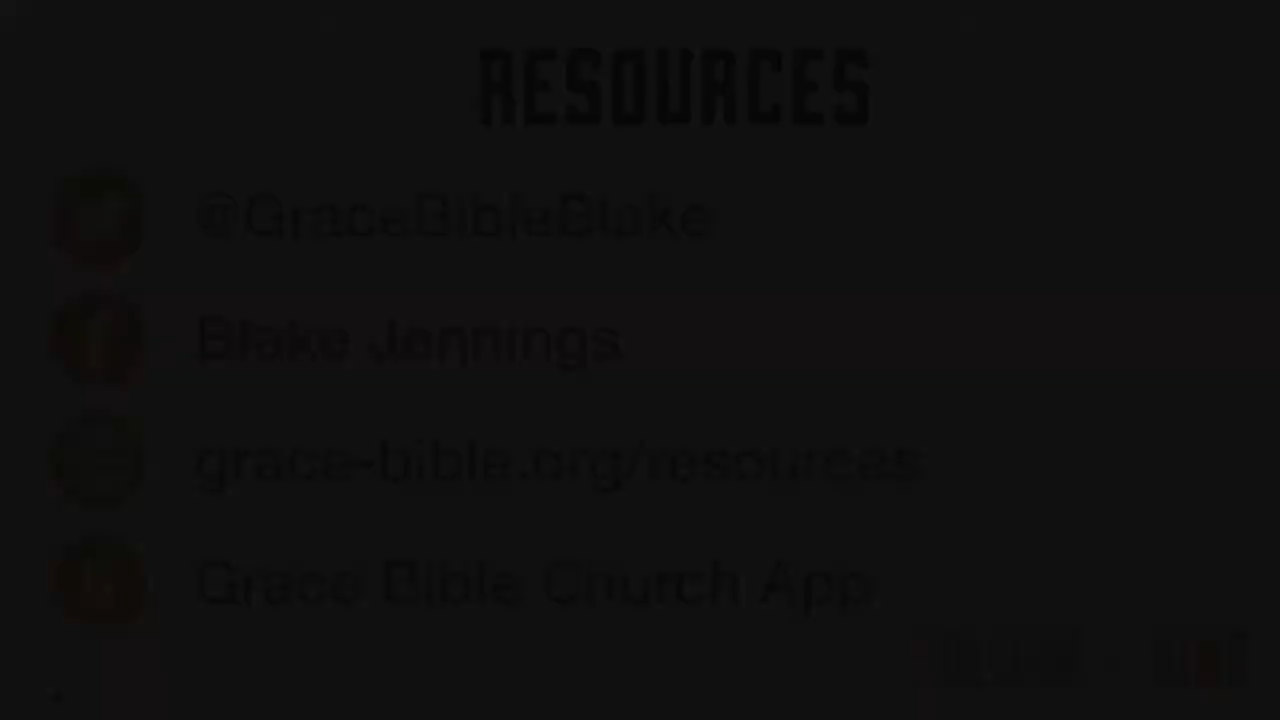 RESOURCES
@GraceBibleBlake
Blake Jennings
grace-bible.org/resources
Grace Bible Church App